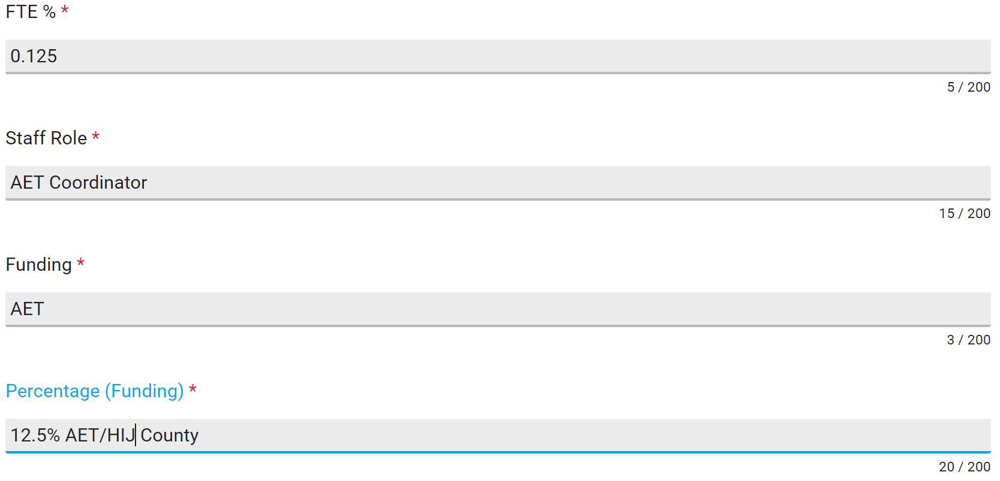 FTE % *
0.125
5 / 200
Staff Role *
AET Coordinator
15 / 200
Funding *
AET
3 / 200
Percentage (Funding) *
12.5% AET/HIJ County
20 / 200